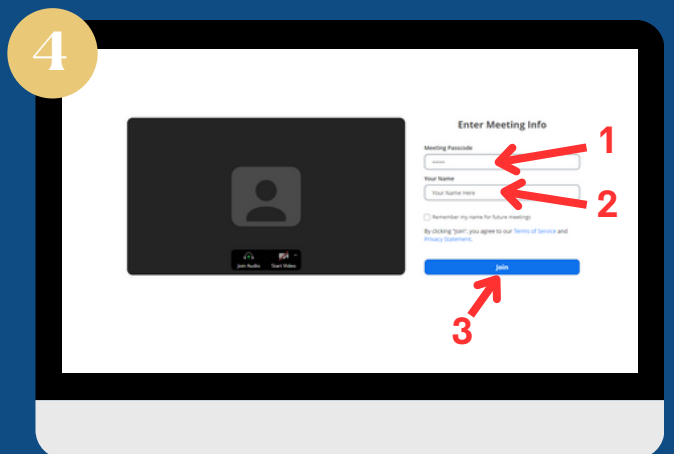 4
Enter Meeting Info
Meeting Passcode
1
Your Name
Your Name Here
2
Remember my name for future meetings
By clicking "Join", you agree to our Terms of Service and
Privacy Statement.
Join Audio Start Video
Join
3